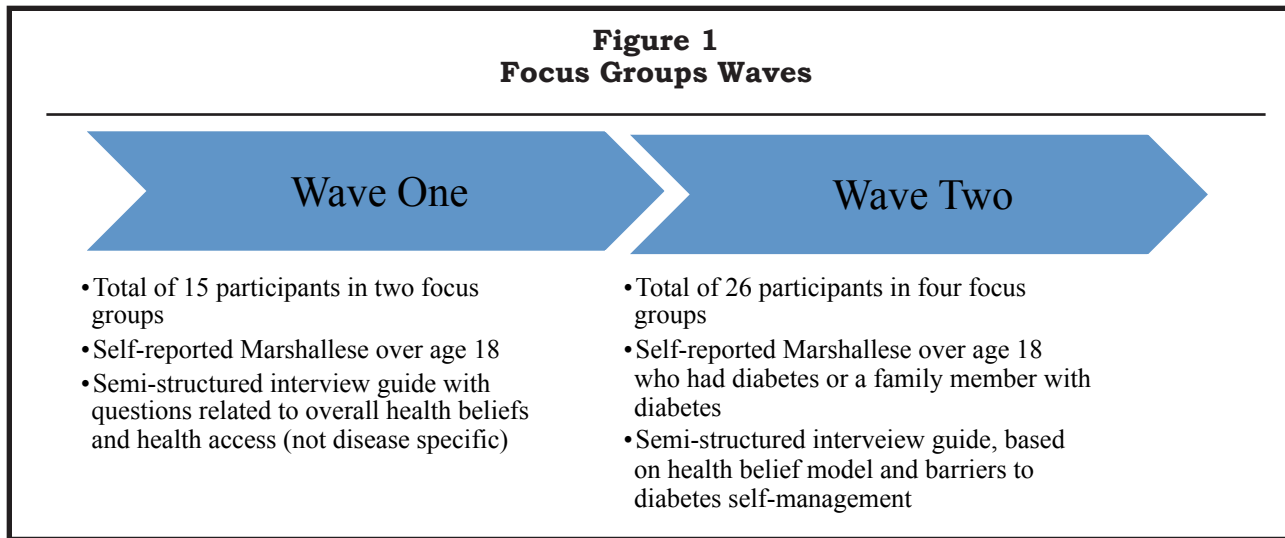 Figure 1
Focus Groups Waves
Wave One
•Total of 15 participants in two focus
groups
•Self-reported Marshallese over age 18
•Semi-structured interview guide with
questions related to overall health beliefs
and health access (not disease specific)
Wave Two
•Total of 26 participants in four focus
groups
•Self-reported Marshallese over age 18
who had diabetes or a family member with
diabetes
•Semi-structured interveiew guide, based
on health belief model and barriers to
diabetes self-management